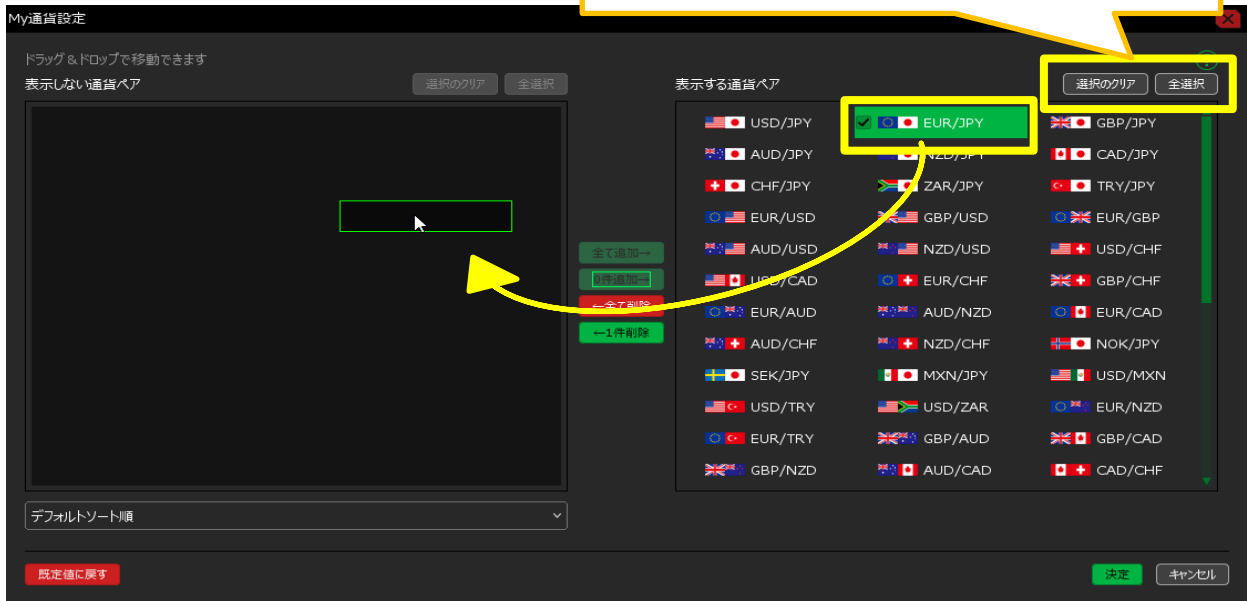 My通貨設定
ドラッグ＆ドロップで移動できます
表示しない通貨ペア 選択のクリア 全選択 表示する通貨ペア 選択のクリア 全選択
USD/JPY EUR/JPY GBP/JPY
AUD/JPY NZD/JPY CAD/JPY
CHF/JPY ZAR/JPY TRY/JPY
EUR/USD GBP/USD EUR/GBP
全て追加→ AUD/USD NZD/USD USD/CHF
0件追加→ USD/CAD EUR/CHF GBP/CHF
←全て削除 EUR/AUD AUD/NZD EUR/CAD
←1件削除 AUD/CHF NZD/CHF NOK/JPY
SEK/JPY MXN/JPY USD/MXN
USD/TRY USD/ZAR EUR/NZD
EUR/TRY GBP/AUD GBP/CAD
GBP/NZD AUD/CAD CAD/CHF
デフォルトソート順
既定値に戻す 決定 キャンセル